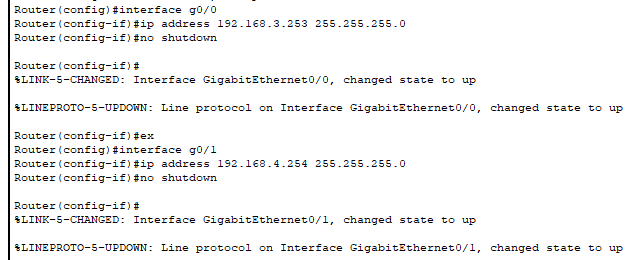 Router(config)#interface g0/0
Router(config-if)#ip address 192.168.3.253 255.255.255.0
Router(config-if)#no shutdown
Router(config-if)#
%LINK-5-CHANGED: Interface GigabitEthernet0/0, changed state to up
%LINEPROTO-5-UPDOWN: Line protocol on Interface GigabitEthernet0/0, changed state to up
Router(config-if)#ex
Router(config)#interface g0/1
Router(config-if)#ip address 192.168.4.254 255.255.255.0
Router(config-if)#no shutdown
Router(config-if)#
%LINK-5-CHANGED: Interface GigabitEthernet0/1, changed state to up
%LINEPROTO-5-UPDOWN: Line protocol on Interface GigabitEthernet0/1, changed state to up